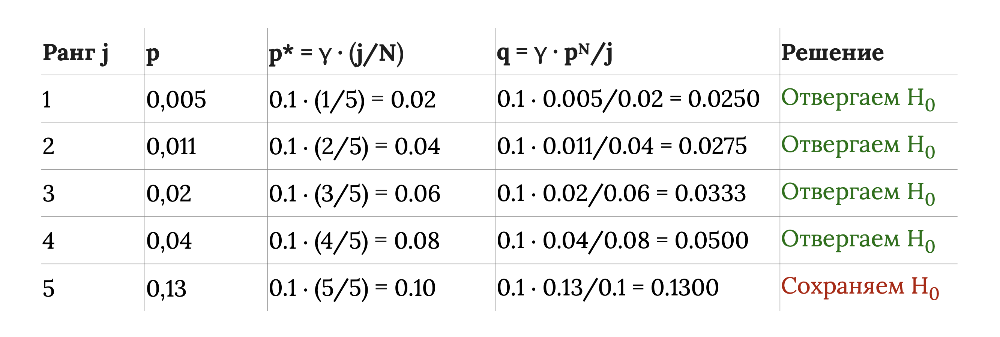 Ранг j p p* = γ · (j/N) q = γ · pᴺ/j Решение
1 0,005 0.1 · (1/5) = 0.02 0.1 · 0.005/0.02 = 0.0250 Отвергаем H₀
2 0,011 0.1 · (2/5) = 0.04 0.1 · 0.011/0.04 = 0.0275 Отвергаем H₀
3 0,02 0.1 · (3/5) = 0.06 0.1 · 0.02/0.06 = 0.0333 Отвергаем H₀
4 0,04 0.1 · (4/5) = 0.08 0.1 · 0.04/0.08 = 0.0500 Отвергаем H₀
5 0,13 0.1 · (5/5) = 0.10 0.1 · 0.13/0.1 = 0.1300 Сохраняем H₀